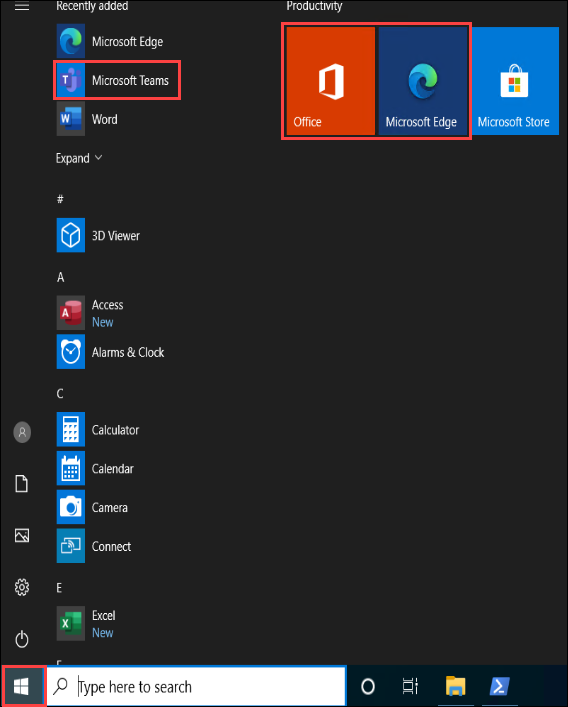 Recently added
Microsoft Edge
Microsoft Teams
Word
Expand
#
3D Viewer
A
Access
New
Alarms & Clock
C
Calculator
Calendar
Camera
Connect
E
Excel
New
F
Productivity
Office
Microsoft Edge
Microsoft Store
Type here to search